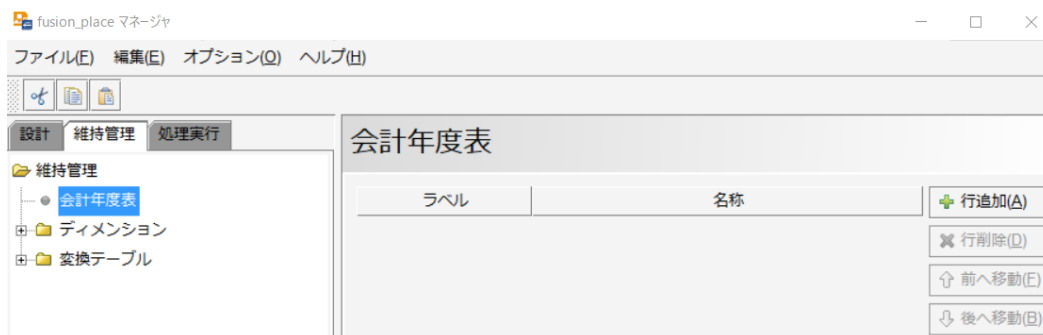 fusion_place マネージャ
ファイル(F) 編集(E) オプション(O) ヘルプ(H)
設計 維持管理 処理実行
維持管理
会計年度表
ディメンション
変換テーブル
会計年度表
ラベル 名称
行追加(A)
行削除(D)
前へ移動(F)
後へ移動(B)